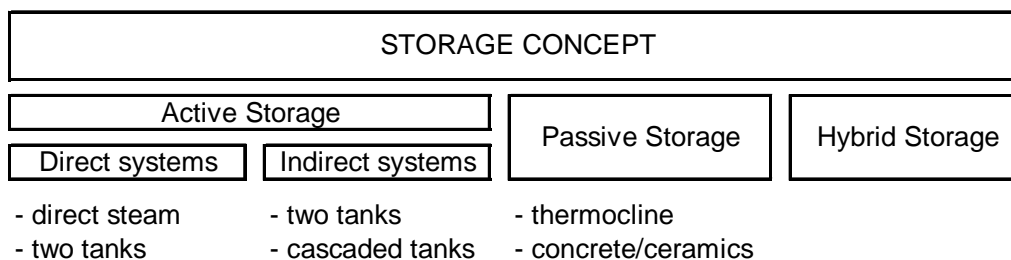 STORAGE CONCEPT
Active Storage
Passive Storage
Hybrid Storage
Direct systems
Indirect systems
- direct steam
- two tanks
- two tanks
- cascaded tanks
- thermocline
- concrete/ceramics